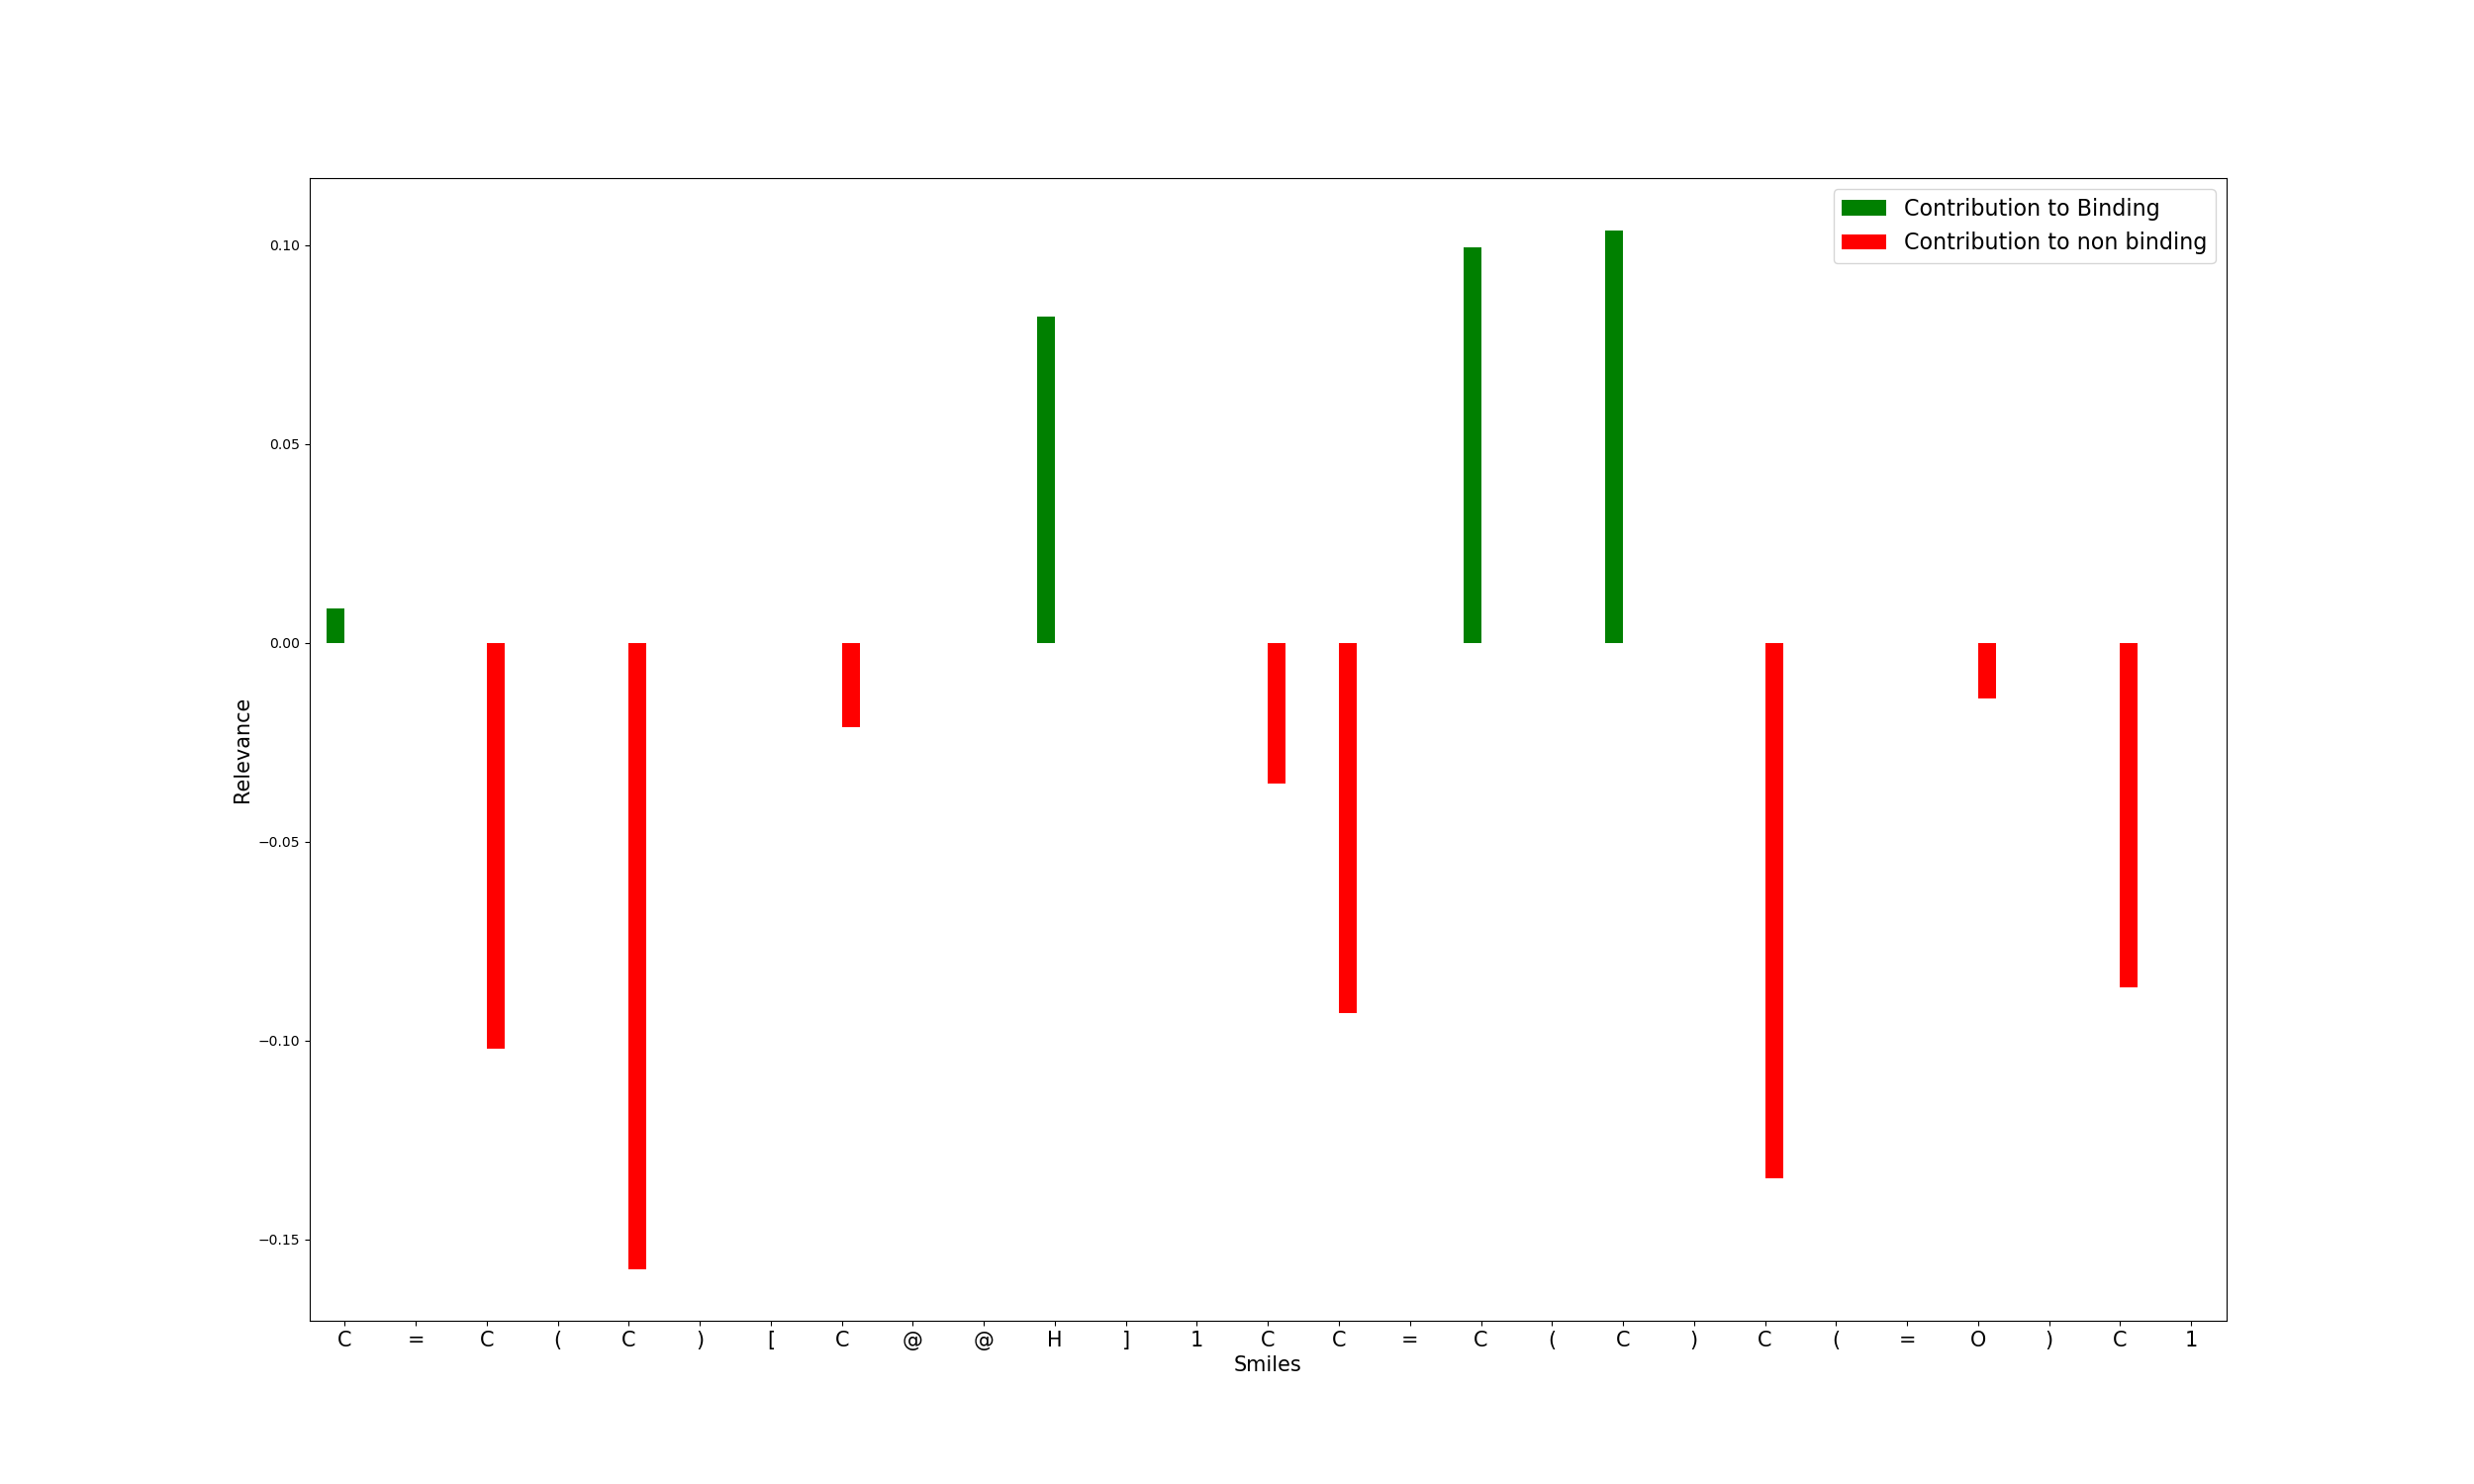 Contribution to Binding
Contribution to non binding
0.10
0.05
0.00
−0.05
−0.10
−0.15
Relevance
C = C ( C ) [ C @ @ H ] 1 C C = C ( C ) C ( = O ) C 1
Smiles